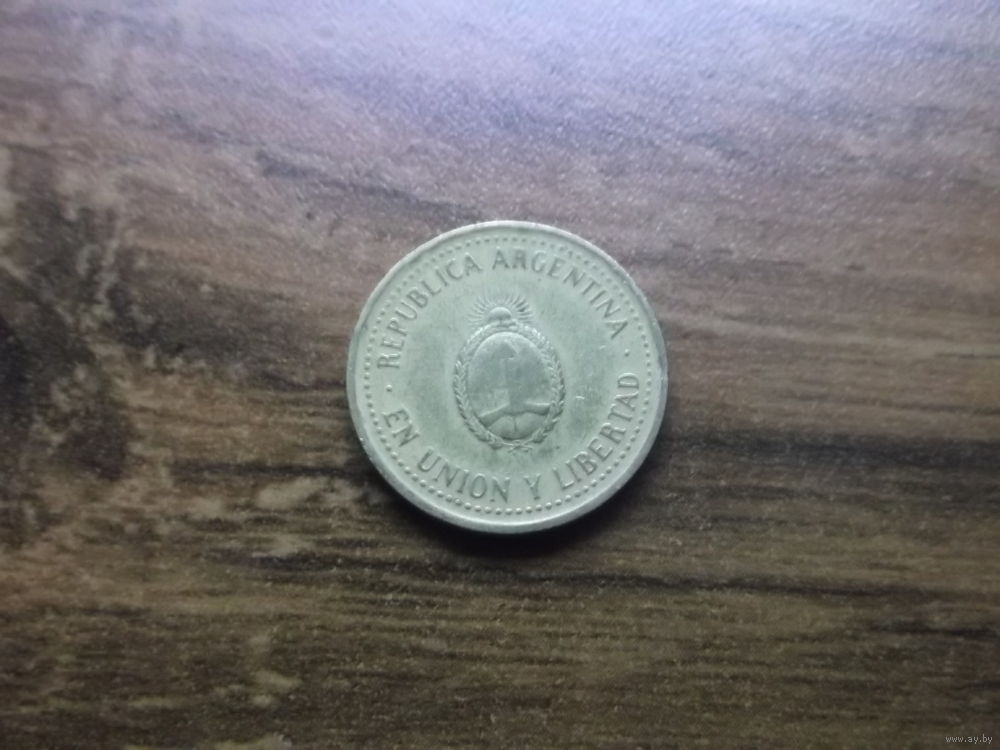 · REPUBLICA ARGENTINA ·
EN UNION Y LIBERTAD
www.ay.by